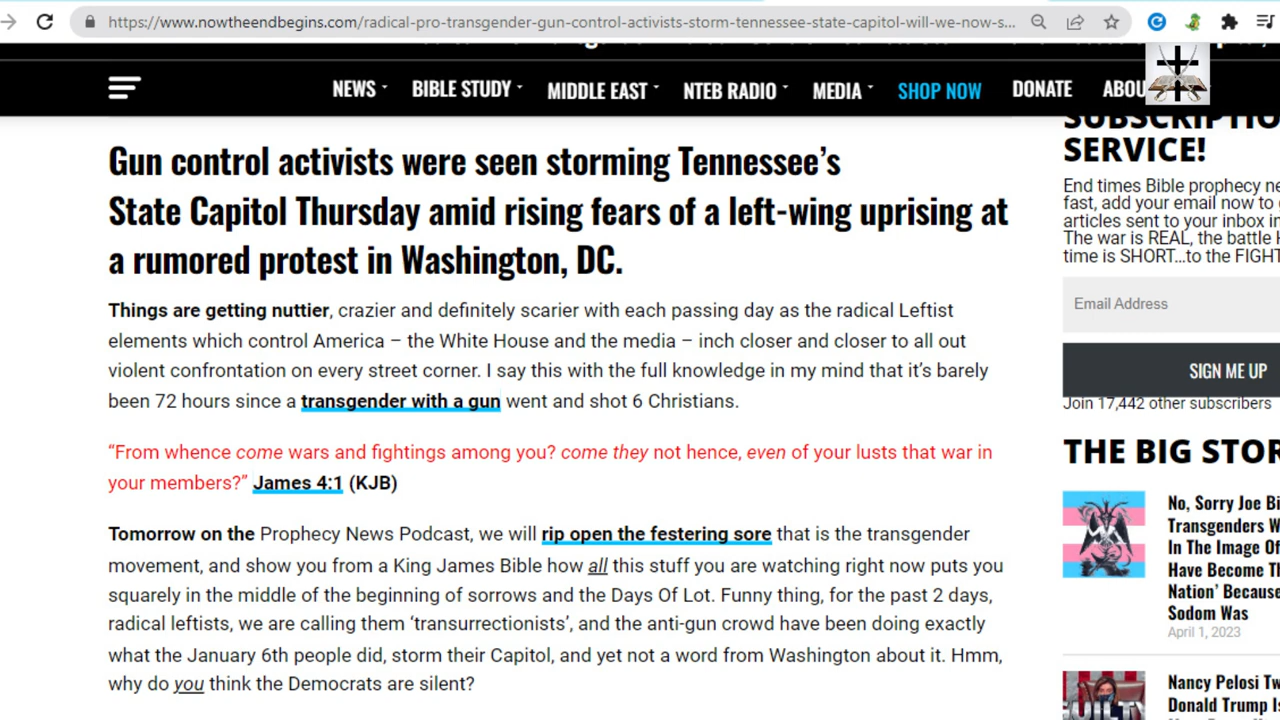 https://www.nowtheendbegins.com/radical-pro-transgender-gun-control-activists-storm-tennessee-state-capitol-will-we-now-s...
NEWS BIBLE STUDY MIDDLE EAST NTEB RADIO MEDIA SHOP NOW DONATE ABOU
Gun control activists were seen storming Tennessee’s
State Capitol Thursday amid rising fears of a left-wing uprising at
a rumored protest in Washington, DC.
Things are getting nuttier, crazier and definitely scarier with each passing day as the radical Leftist
elements which control America – the White House and the media – inch closer and closer to all out
violent confrontation on every street corner. I say this with the full knowledge in my mind that it’s barely
been 72 hours since a transgender with a gun went and shot 6 Christians.
“From whence come wars and fightings among you? come they not hence, even of your lusts that war in
your members?” James 4:1 (KJB)
Tomorrow on the Prophecy News Podcast, we will rip open the festering sore that is the transgender
movement, and show you from a King James Bible how all this stuff you are watching right now puts you
squarely in the middle of the beginning of sorrows and the Days Of Lot. Funny thing, for the past 2 days,
radical leftists, we are calling them ‘transurrectionists’, and the anti-gun crowd have been doing exactly
what the January 6th people did, storm their Capitol, and yet not a word from Washington about it. Hmm,
why do you think the Democrats are silent?
SUBSCRIPTIO
SERVICE!
End times Bible prophecy ne
fast, add your email now to
articles sent to your inbox in
The war is REAL, the battle
time is SHORT...to the FIGHT
Email Address
SIGN ME UP
Join 17,442 other subscribers
THE BIG STOR
No, Sorry Joe Bi
Transgenders W
In The Image Of
Have Become Th
Nation’ Because
Sodom Was
April 1, 2023
Nancy Pelosi Tw
Donald Trump Is